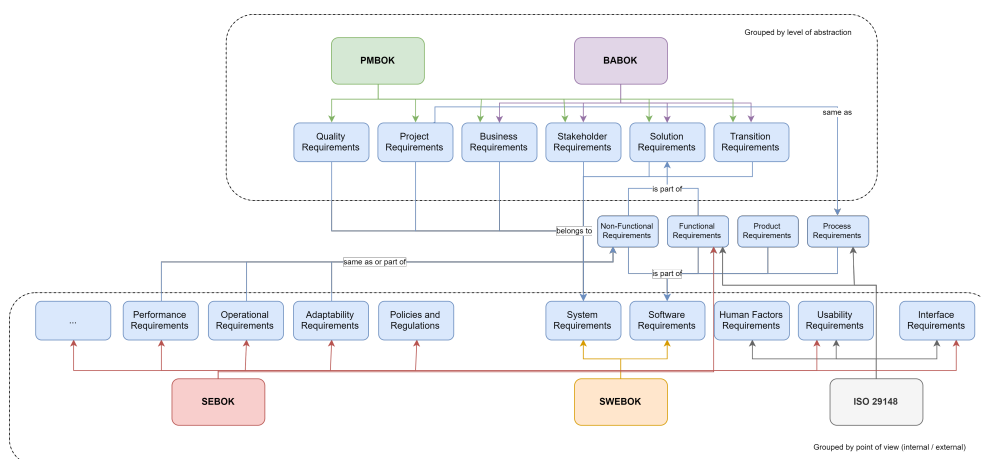 Grouped by level of abstraction
PMBOK
BABOK
same as
Quality
Requirements
Project
Requirements
Business
Requirements
Stakeholder
Requirements
Solution
Requirements
Transition
Requirements
is part of
Non-Functional
Requirements
Functional
Requirements
Product
Requirements
Process
Requirements
belongs to
same as or part of
is part of
...
Performance
Requirements
Operational
Requirements
Adaptability
Requirements
Policies and
Regulations
System
Requirements
Software
Requirements
Human Factors
Requirements
Usability
Requirements
Interface
Requirements
SEBOK
SWEBOK
ISO 29148
Grouped by point of view (internal / external)